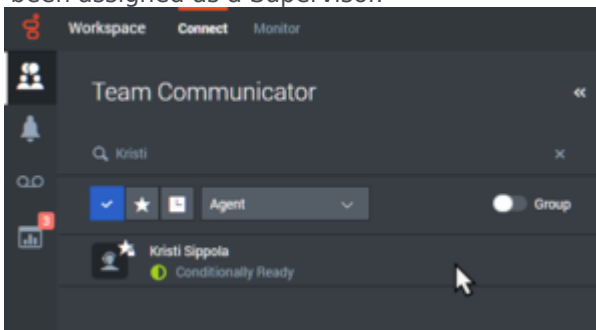 been assigned as a Supervisor.
Workspace Connect Monitor
Team Communicator
Kristi
Agent
Group
3
Kristi Sippola
Conditionally Ready